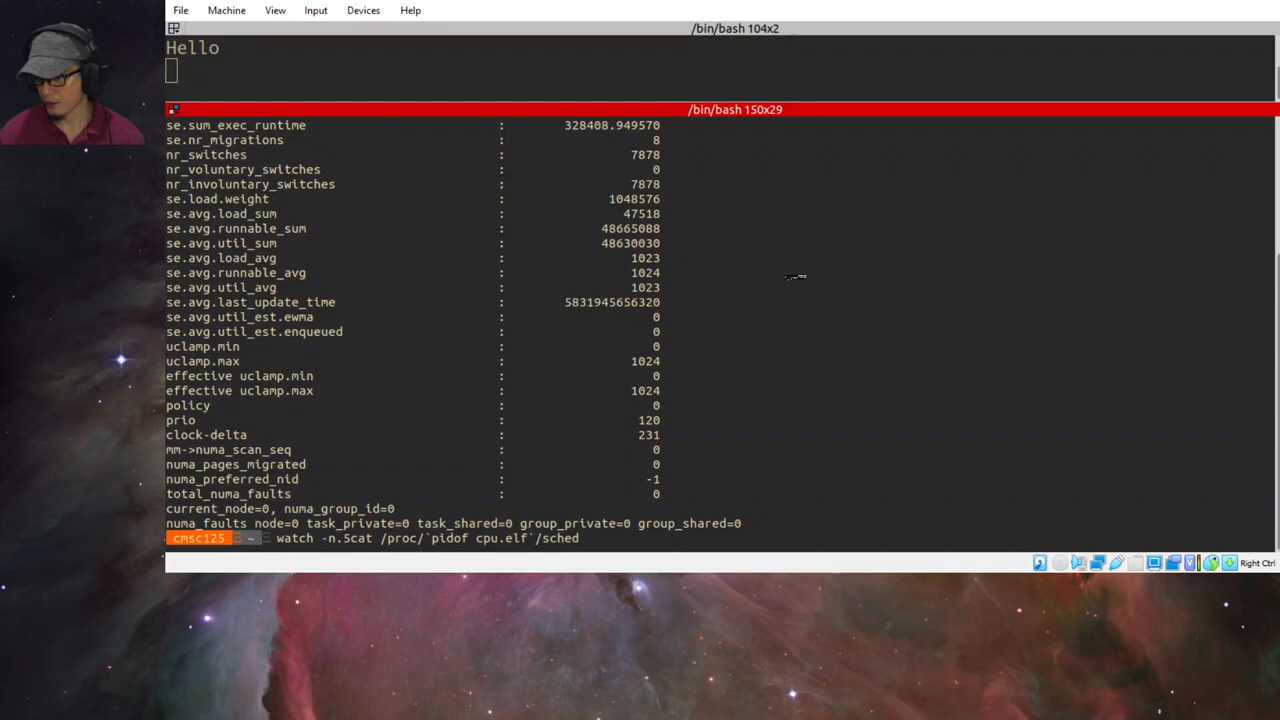 File Machine View Input Devices Help
/bin/bash 104x2
Hello
/bin/bash 150x29
se.sum_exec_runtime : 328408.949570
se.nr_migrations : 8
nr_switches : 7878
nr_voluntary_switches : 0
nr_involuntary_switches : 7878
se.load.weight : 1048576
se.avg.load_sum : 47518
se.avg.runnable_sum : 48665088
se.avg.util_sum : 48630030
se.avg.load_avg : 1023
se.avg.runnable_avg : 1024
se.avg.util_avg : 1023
se.avg.last_update_time : 5831945656320
se.avg.util_est.ewma : 0
se.avg.util_est.enqueued : 0
uclamp.min : 0
uclamp.max : 1024
effective uclamp.min : 0
effective uclamp.max : 1024
policy : 0
prio : 120
clock-delta : 231
mm->numa_scan_seq : 0
numa_pages_migrated : 0
numa_preferred_nid : -1
total_numa_faults : 0
current_node=0, numa_group_id=0
numa_faults node=0 task_private=0 task_shared=0 group_private=0 group_shared=0
cmsc125 ~ watch -n.5cat /proc/`pidof cpu.elf`/sched
Right Ctrl